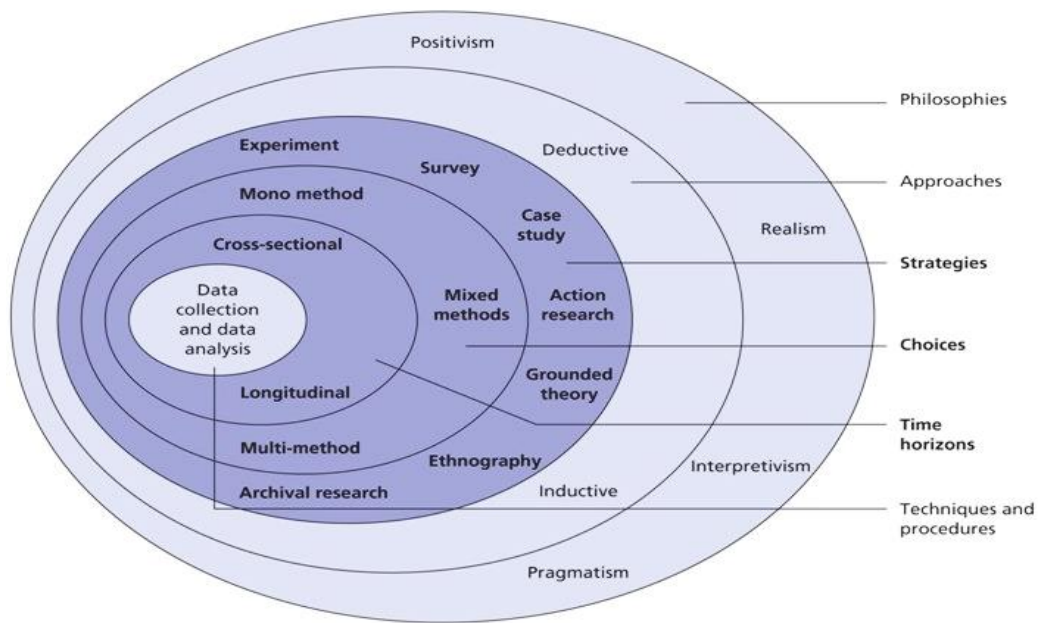 Positivism
Philosophies
Deductive
Approaches
Experiment
Survey
Mono method
Case
study
Realism
Cross-sectional
Strategies
Data
collection
and data
analysis
Mixed
methods
Action
research
Choices
Longitudinal
Grounded
theory
Time
horizons
Multi-method
Ethnography
Interpretivism
Archival research
Inductive
Techniques and
procedures
Pragmatism